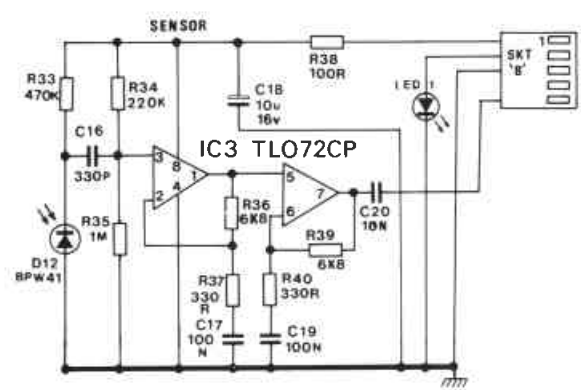 SENSOR
1
SKT
'B'
R38
100R
R33
470K
R34
220K
C18
10u
16v
LED 1
C16
330P
IC3 TL072CP
3
8
1
4
2
5
7
6
R36
6K8
C20
10N
R35
1M
R39
6K8
D12
BPW41
R37
330
R
R40
330R
C17
100
N
C19
100N